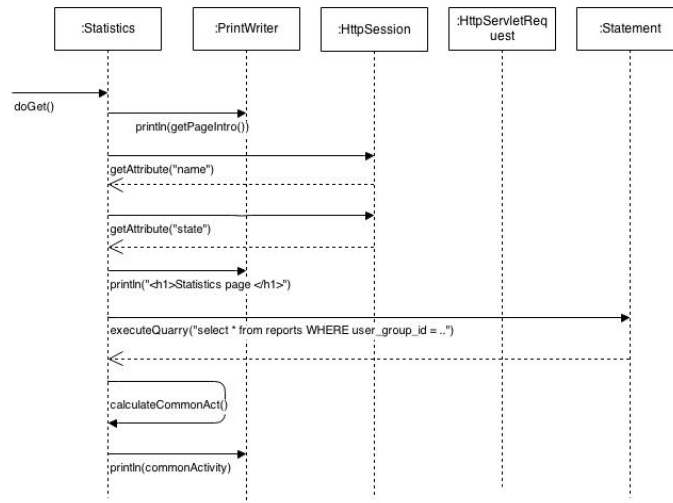 :Statistics
:PrintWriter
:HttpSession
:HttpServletReq
uest
:Statement
doGet()
println(getPageIntro())
getAttribute("name")
getAttribute("state")
println("<h1>Statistics page </h1>")
executeQuarry("select * from reports WHERE user_group_id = ..")
calculateCommonAct()
println(commonActivity)